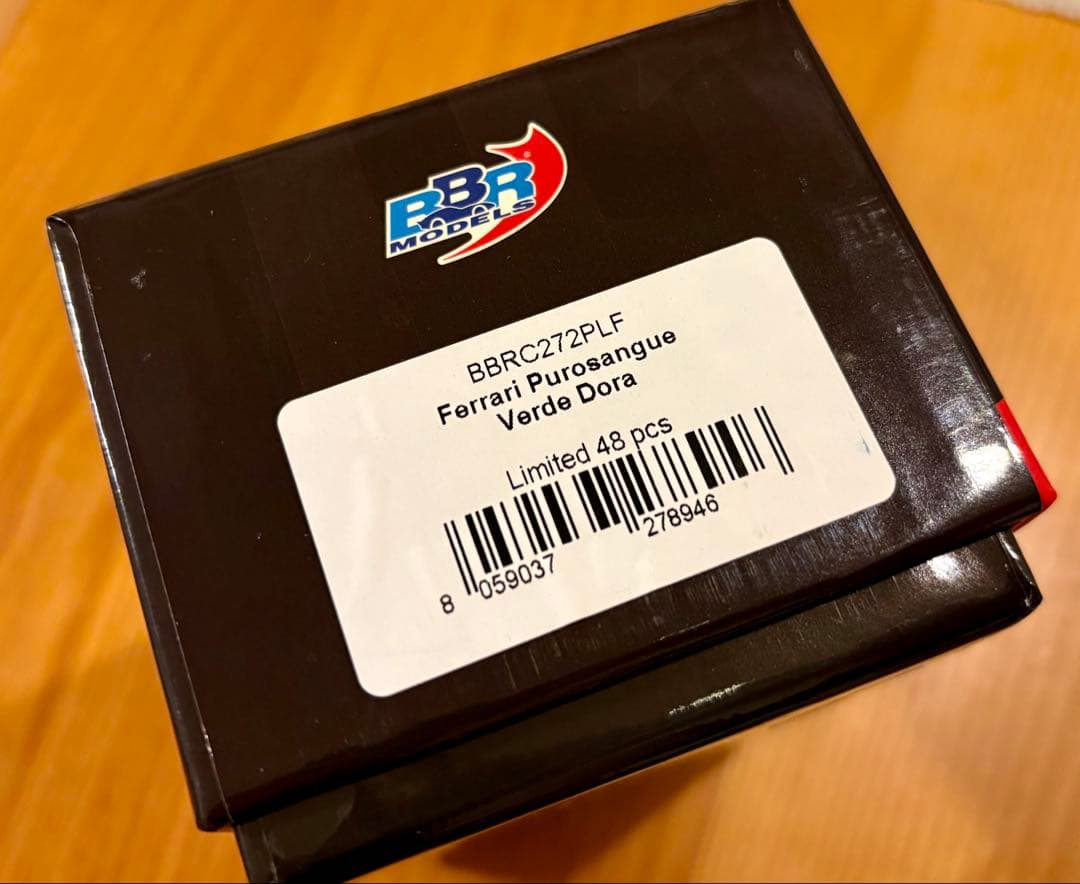 BBR
MODELS
BBRC272PLF
Ferrari Purosangue
Verde Dora
Limited 48 pcs
8 059037 278946